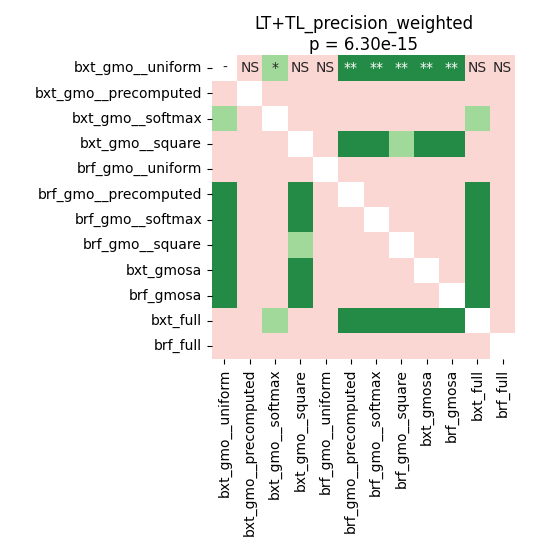 LT+TL_precision_weighted
p = 6.30e-15
bxt_gmo__uniform - NS * NS NS ** ** ** ** ** NS NS
bxt_gmo__precomputed
bxt_gmo__softmax
bxt_gmo__square
brf_gmo__uniform
brf_gmo__precomputed
brf_gmo__softmax
brf_gmo__square
bxt_gmosa
brf_gmosa
bxt_full
brf_full
bxt_gmo__uniform
bxt_gmo__precomputed
bxt_gmo__softmax
bxt_gmo__square
brf_gmo__uniform
brf_gmo__precomputed
brf_gmo__softmax
brf_gmo__square
bxt_gmosa
brf_gmosa
bxt_full
brf_full